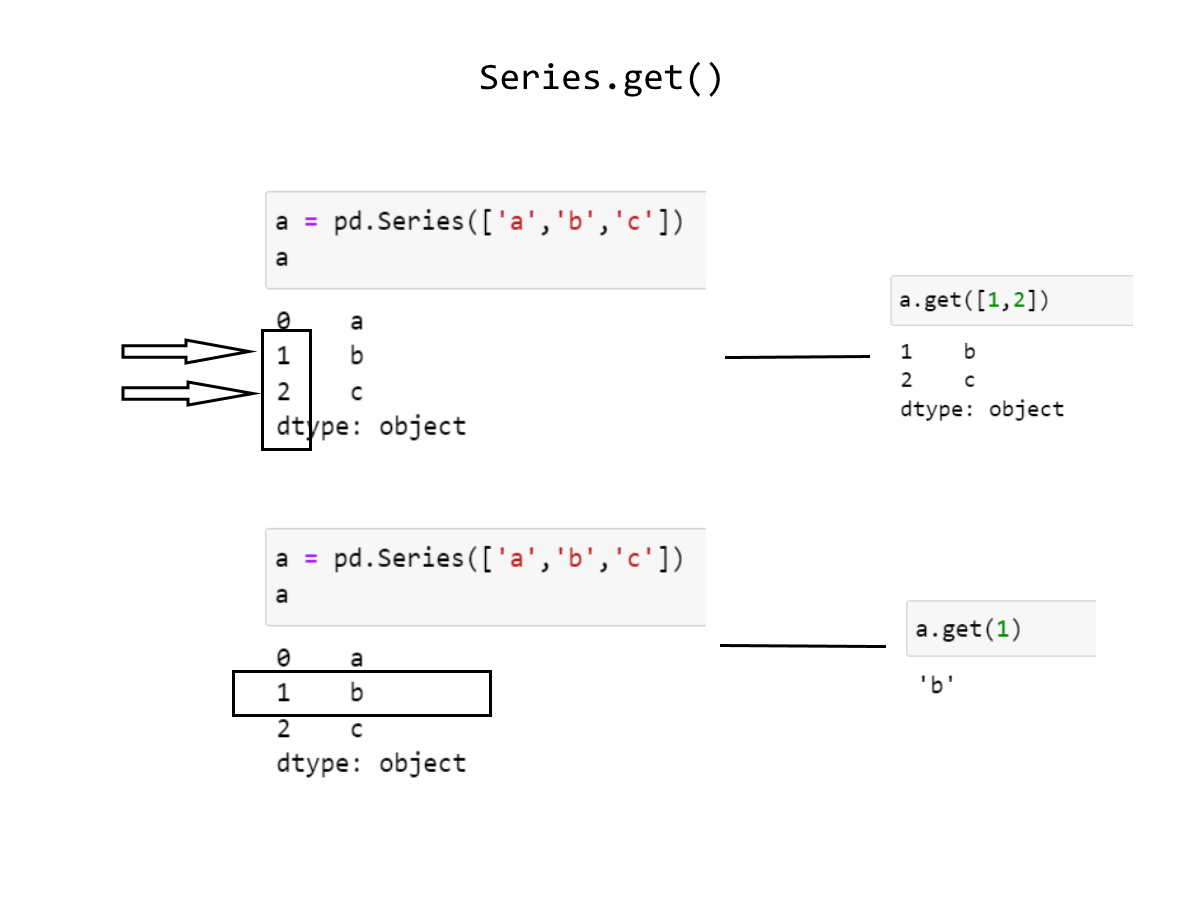 Series.get()
a = pd.Series(['a','b','c'])
a
0 a
1 b
2 c
dtype: object
a.get([1,2])
1 b
2 c
dtype: object
a = pd.Series(['a','b','c'])
a
0 a
1 b
2 c
dtype: object
a.get(1)
'b'